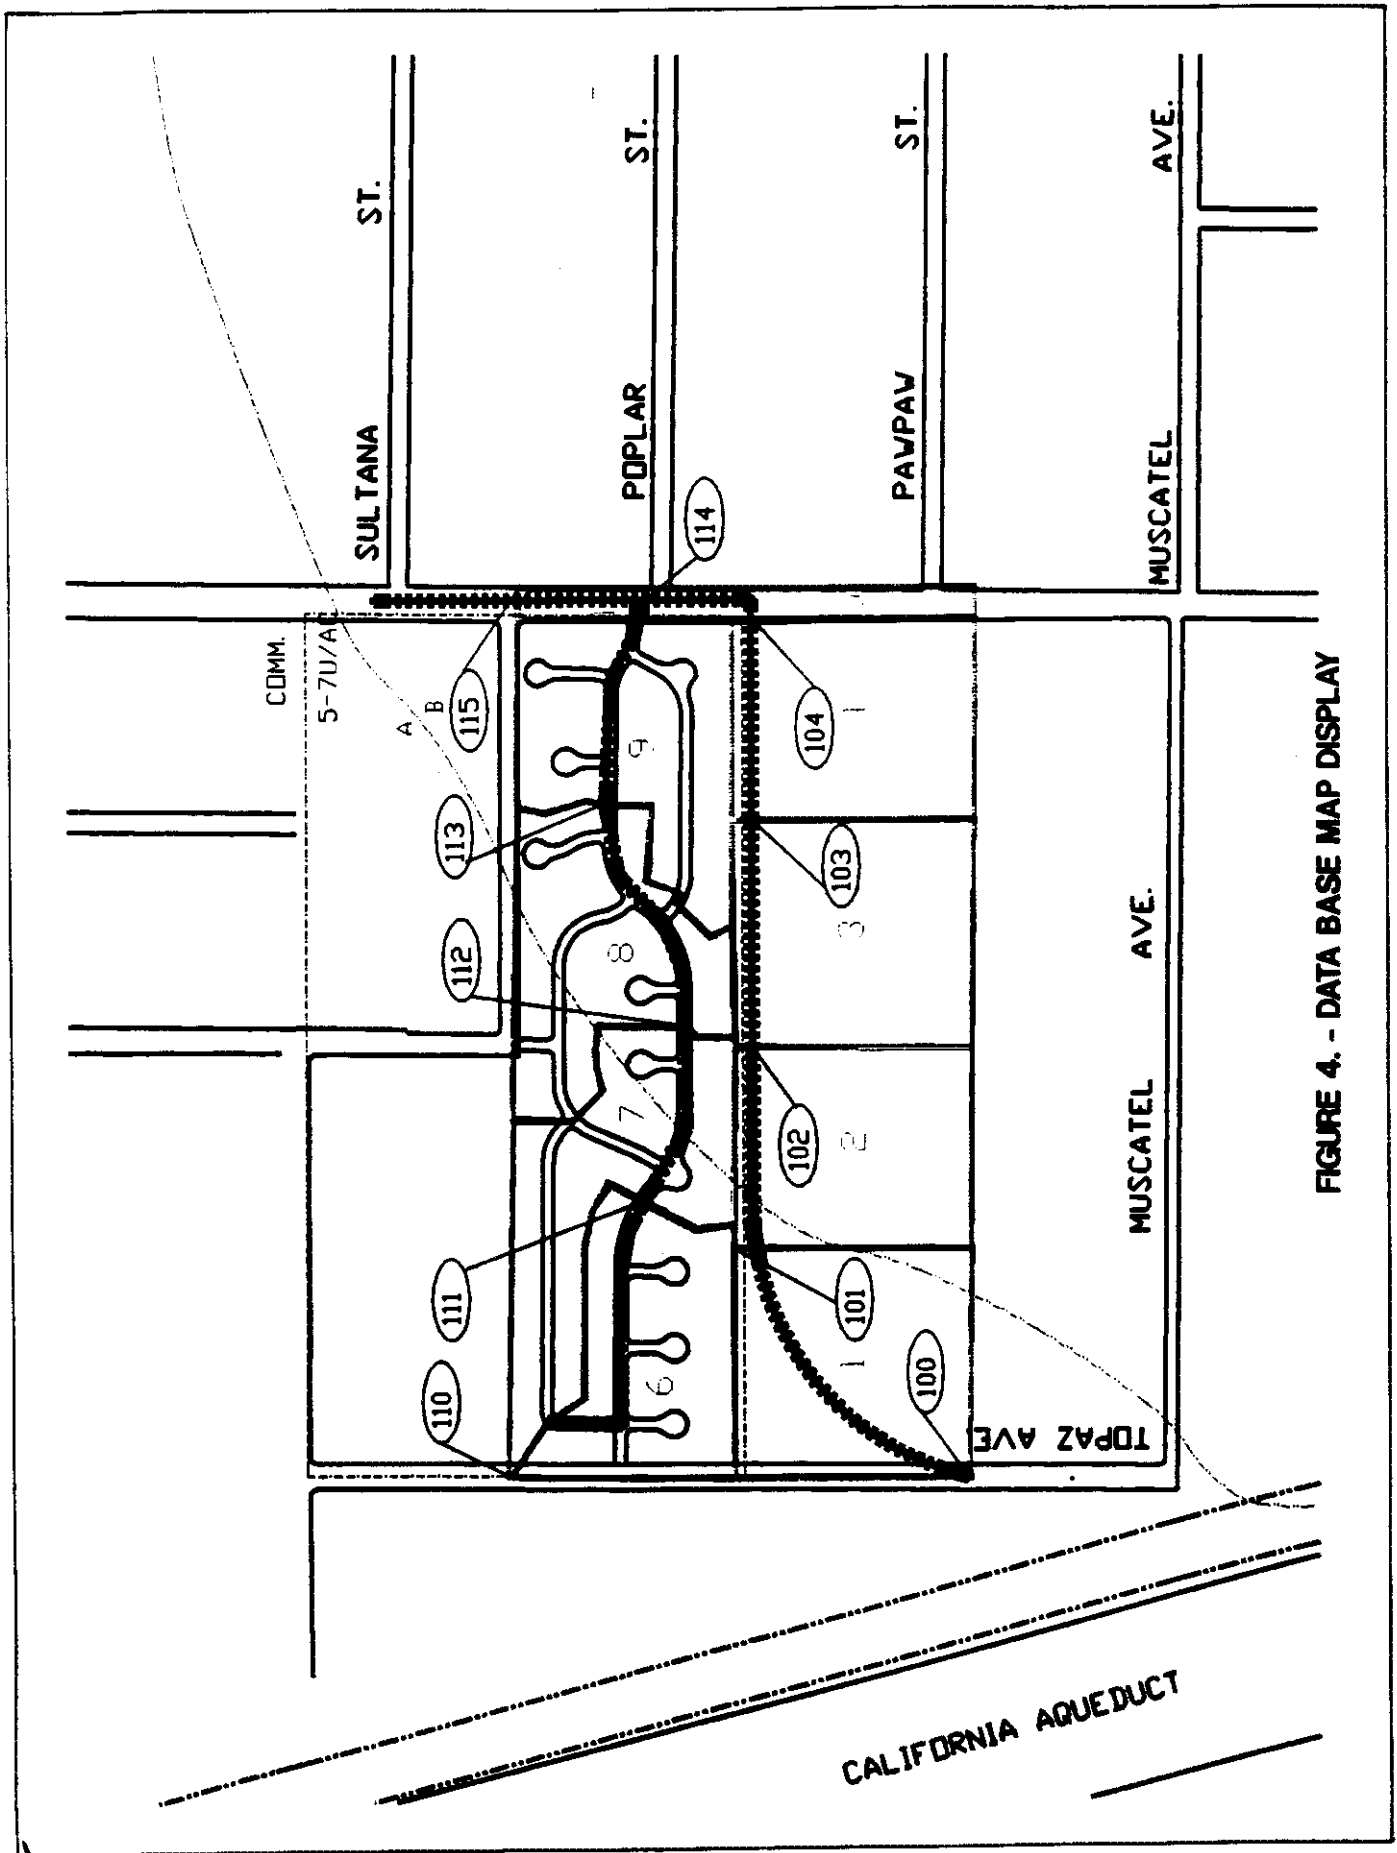 SULTANA ST.
POPLAR ST.
PAWPAW ST.
MUSCATEL AVE.
COMM.
5-7U/A
A
B
115
114
113
112
111
110
104
103
102
101
100
9
8
7
6
1
3
2
1
MUSCATEL AVE.
TOPAZ AVE
CALIFORNIA AQUEDUCT
FIGURE 4. - DATA BASE MAP DISPLAY